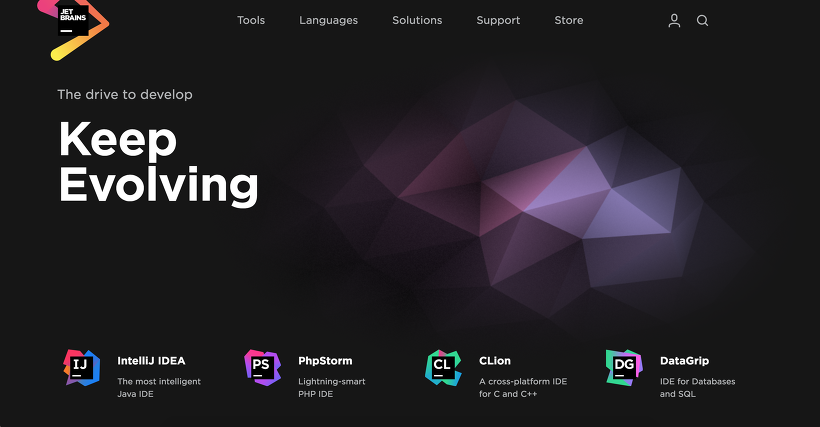 JET
BRAINS
Tools Languages Solutions Support Store
The drive to develop
Keep
Evolving
IJ IntelliJ IDEA
The most intelligent
Java IDE
PS PhpStorm
Lightning-smart
PHP IDE
CL CLion
A cross-platform IDE
for C and C++
DG DataGrip
IDE for Databases
and SQL